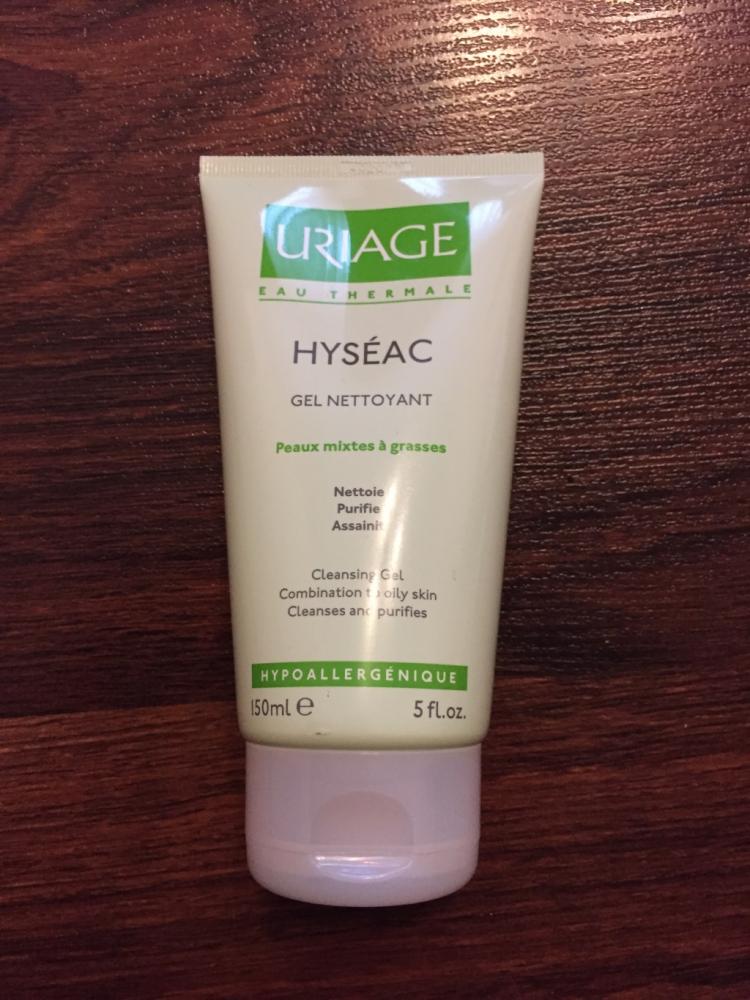 URIAGE
EAU THERMALE
HYSÉAC
GEL NETTOYANT
Peaux mixtes à grasses
Nettoie
Purifie
Assainit
Cleansing Gel
Combination to oily skin
Cleanses and purifies
HYPOALLERGÉNIQUE
150ml ℮ 5 fl.oz.